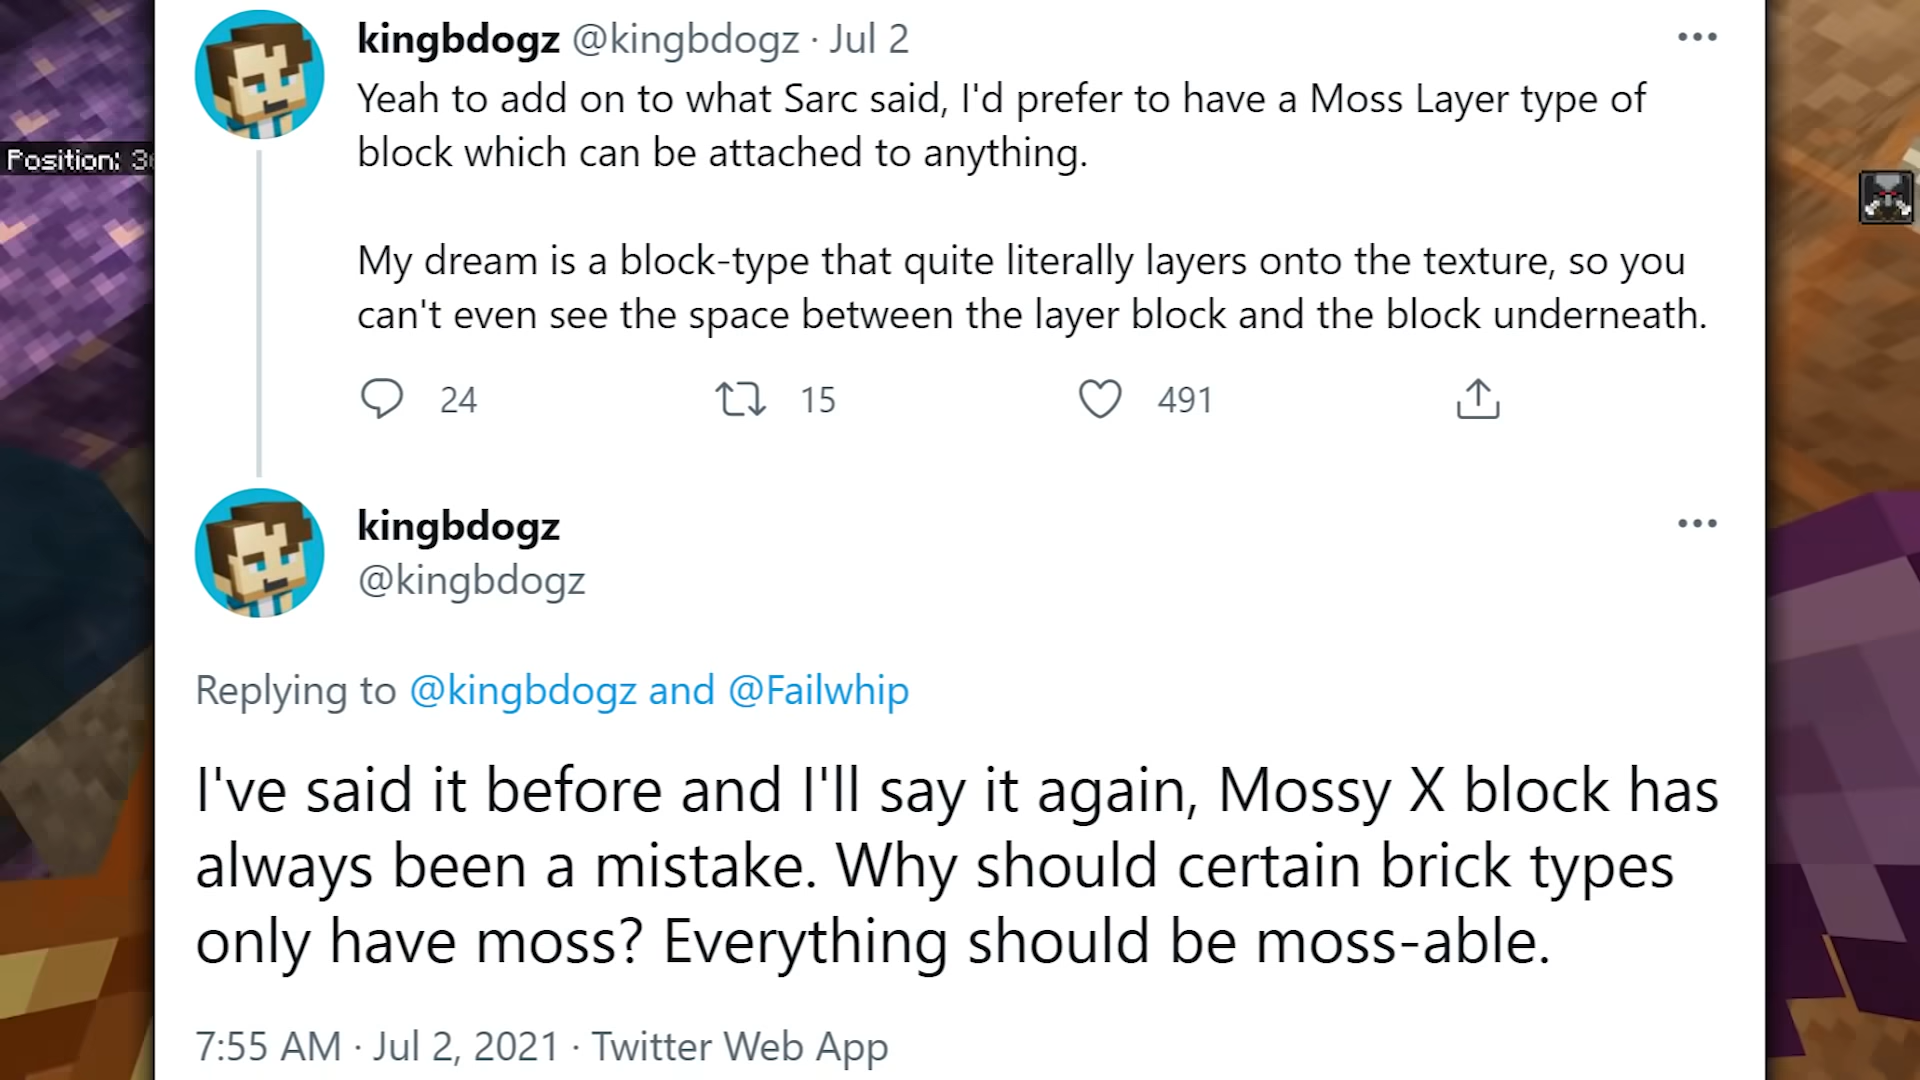 kingbdogz @kingbdogz · Jul 2
Yeah to add on to what Sarc said, I'd prefer to have a Moss Layer type of
block which can be attached to anything.
My dream is a block-type that quite literally layers onto the texture, so you
can't even see the space between the layer block and the block underneath.
24 15 491
kingbdogz
@kingbdogz
Replying to @kingbdogz and @Failwhip
I've said it before and I'll say it again, Mossy X block has
always been a mistake. Why should certain brick types
only have moss? Everything should be moss-able.
7:55 AM · Jul 2, 2021 · Twitter Web App
Position: 3